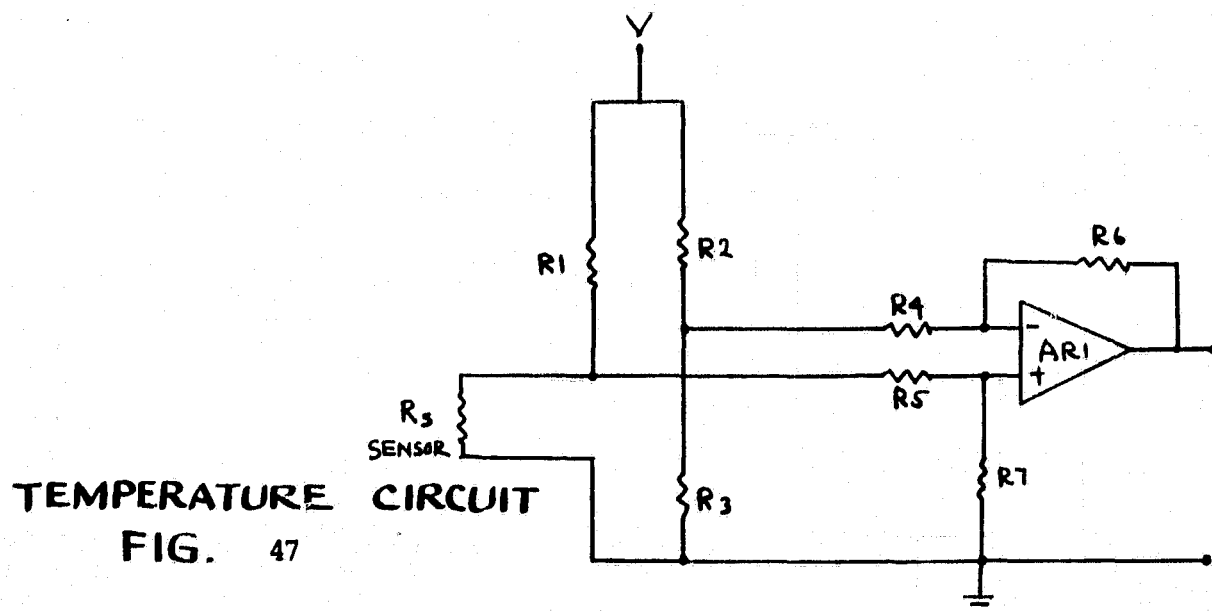 V
R1
R2
R6
R4
- AR1
+
R5
Rs
SENSOR
R7
R3
TEMPERATURE CIRCUIT
FIG. 47